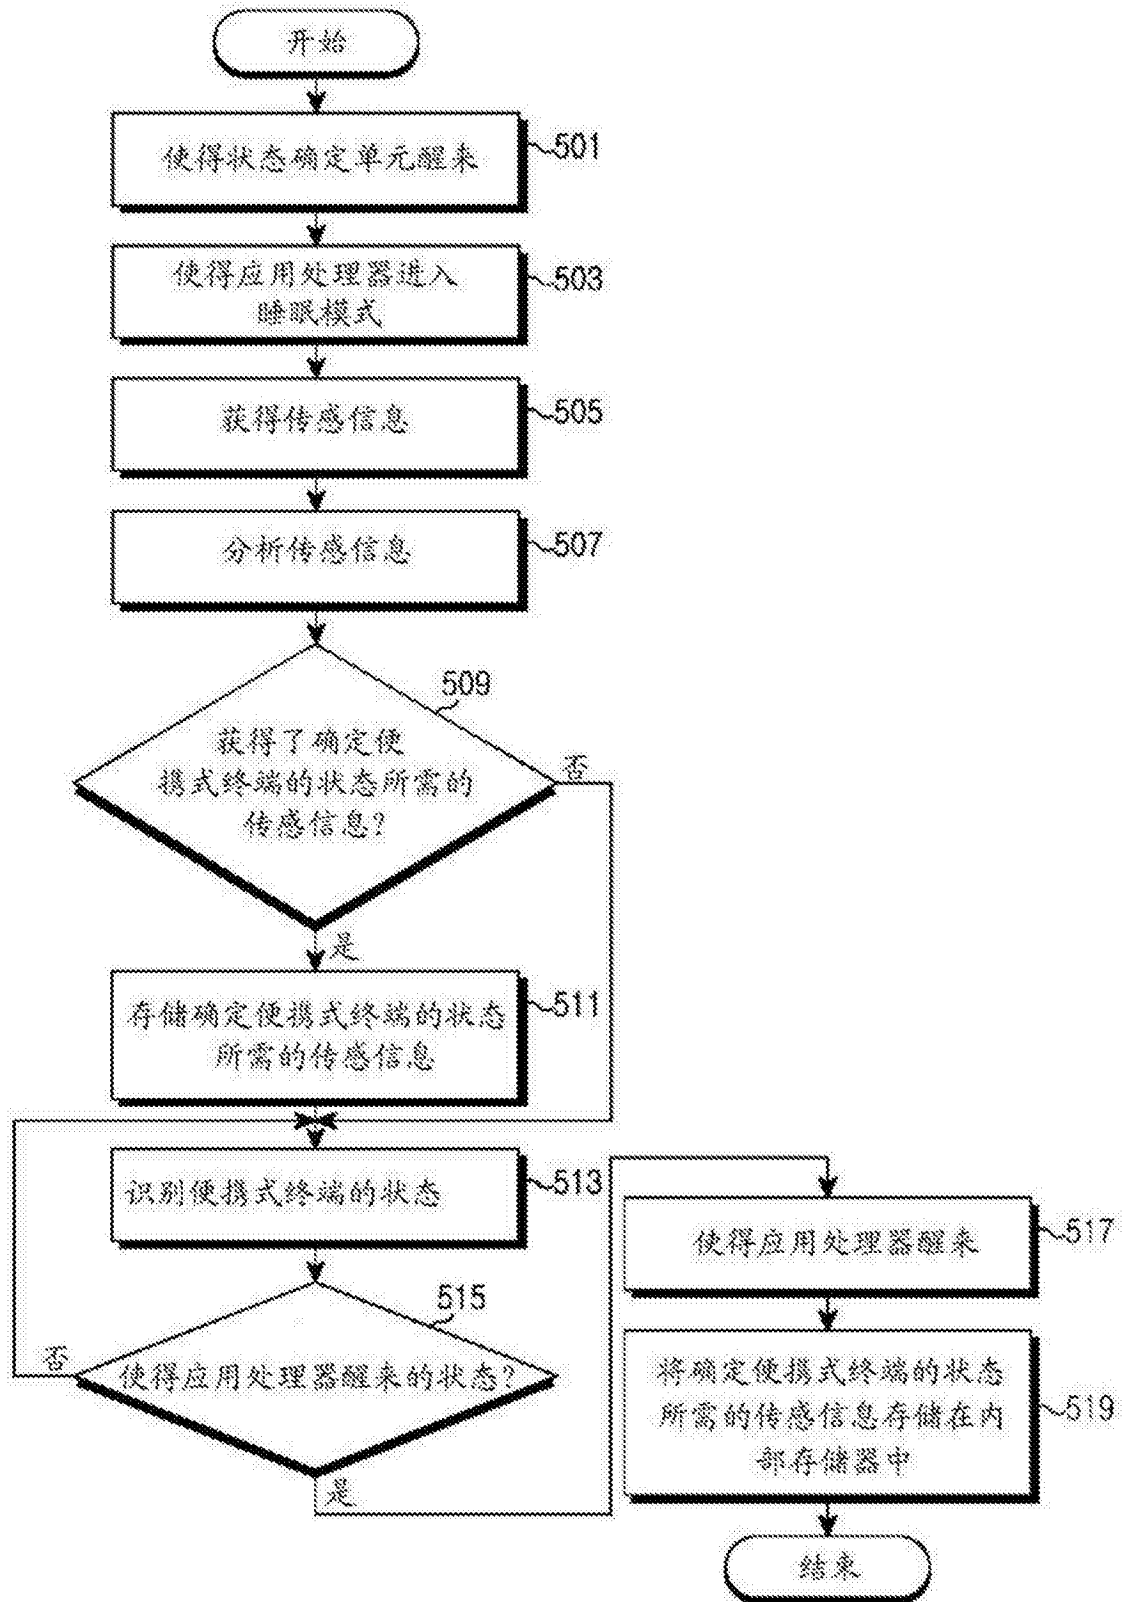 开始
使得状态确定单元醒来
501
使得应用处理器进入
睡眠模式
503
获得传感信息
505
分析传感信息
507
509
获得了确定便
携式终端的状态所需的
传感信息?
否
是
存储确定便携式终端的状态
所需的传感信息
511
识别便携式终端的状态
513
515
使得应用处理器醒来的状态?
否
是
使得应用处理器醒来
517
将确定便携式终端的状态
所需的传感信息存储在内
部存储器中
519
结束